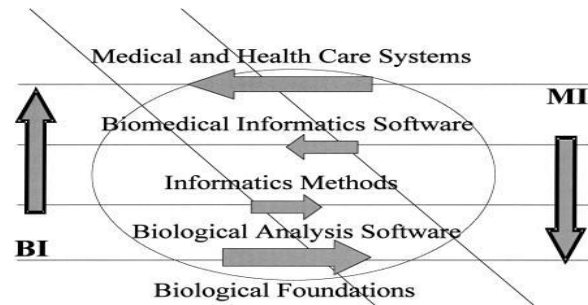 Medical and Health Care Systems
MI
Biomedical Informatics Software
Informatics Methods
Biological Analysis Software
BI
Biological Foundations